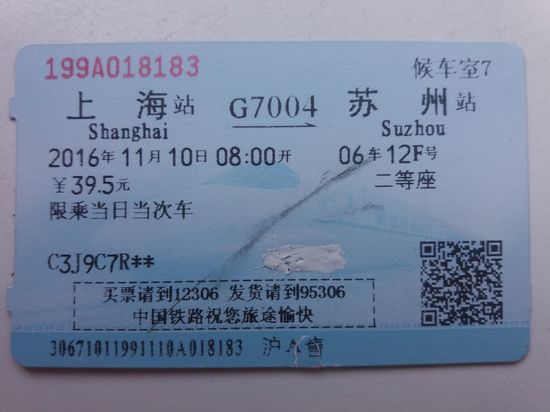 199A018183 候车室7
上海站 G7004 苏州站
Shanghai Suzhou
2016年11月10日08:00开 06车12F号
￥39.5元 二等座
限乘当日当次车
C3J9C7R**
买票请到12306 发货请到95306
中国铁路祝您旅途愉快
30671011991110A018183 沪A